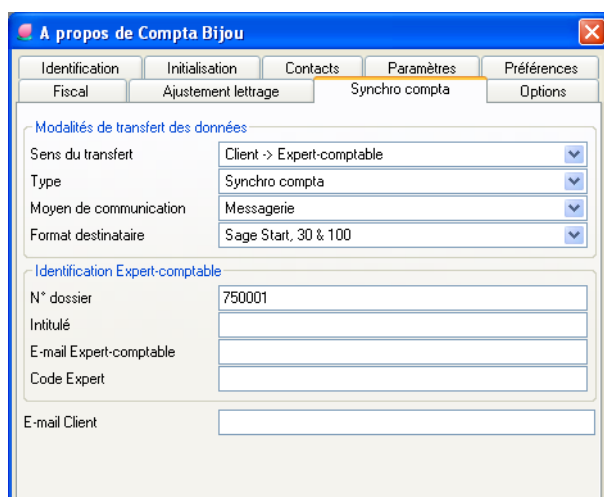 A propos de Compta Bijou
Identification Initialisation Contacts Paramètres Préférences
Fiscal Ajustement lettrage Synchro compta Options
Modalités de transfert des données
Sens du transfert Client -> Expert-comptable
Type Synchro compta
Moyen de communication Messagerie
Format destinataire Sage Start, 30 & 100
Identification Expert-comptable
N° dossier 750001
Intitulé
E-mail Expert-comptable
Code Expert
E-mail Client